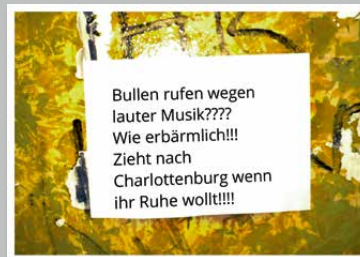 Bullen rufen wegen
lauter Musik????
Wie erbärmlich!!!
Zieht nach
Charlottenburg wenn
ihr Ruhe wollt!!!!